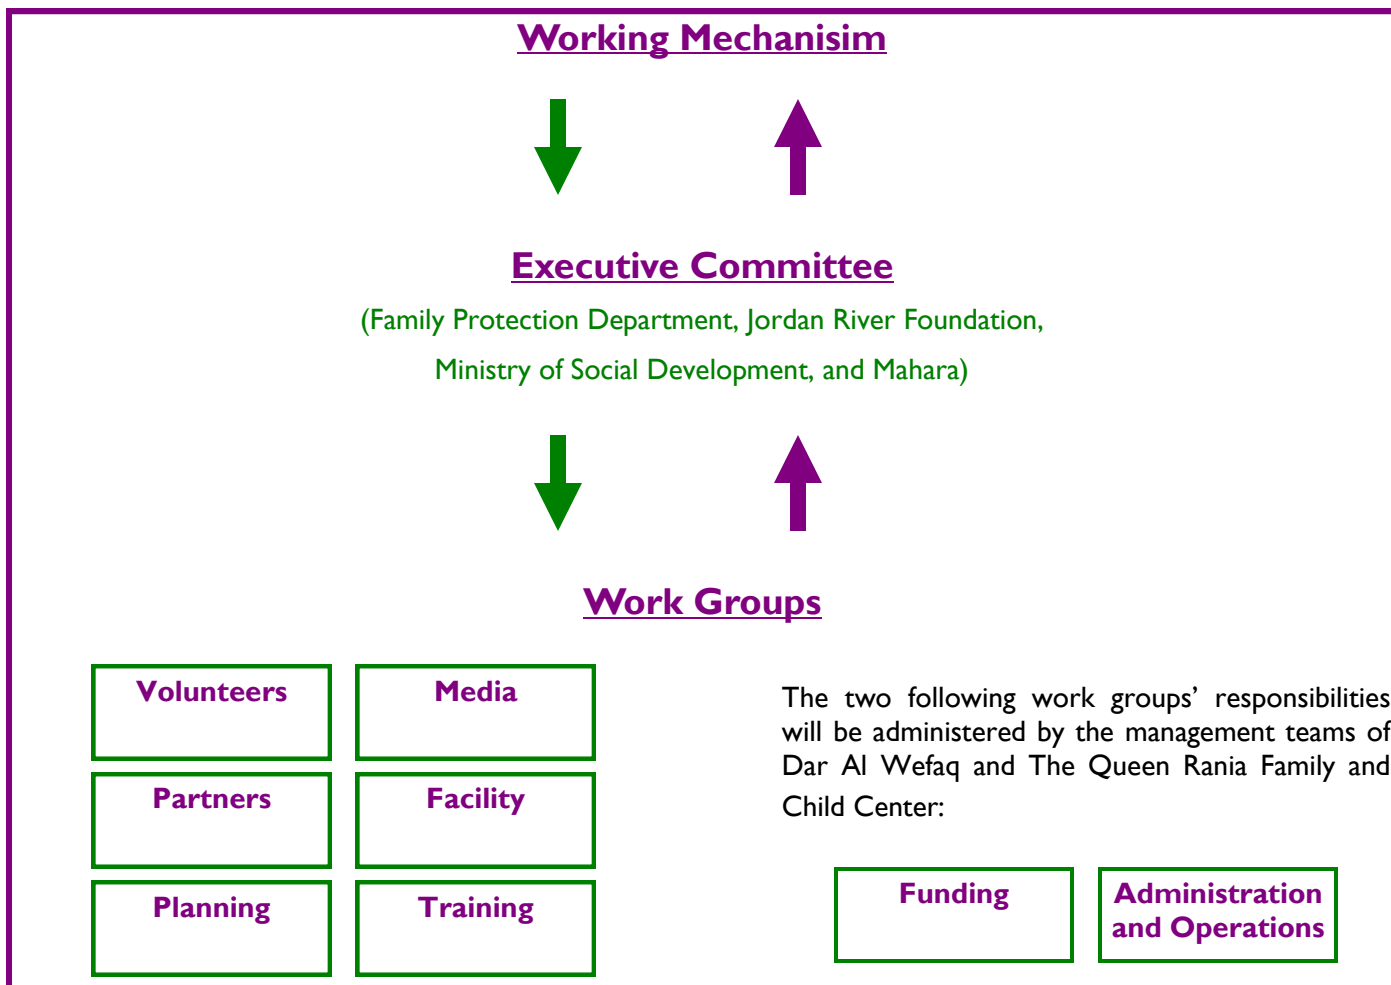 Working Mechanisim
Executive Committee
(Family Protection Department, Jordan River Foundation,
Ministry of Social Development, and Mahara)
Work Groups
Volunteers
Media
Partners
Facility
Planning
Training
The two following work groups’ responsibilities
will be administered by the management teams of
Dar Al Wefaq and The Queen Rania Family and
Child Center:
Funding
Administration
and Operations